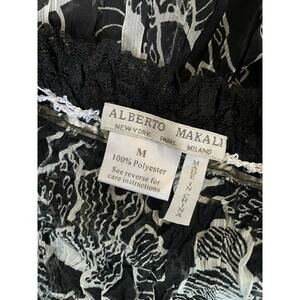 ALBERTO MAKALI
NEW YORK PARIS MILANO
M
100% Polyester
See reverse for
care instructions
MADE IN
CHINA